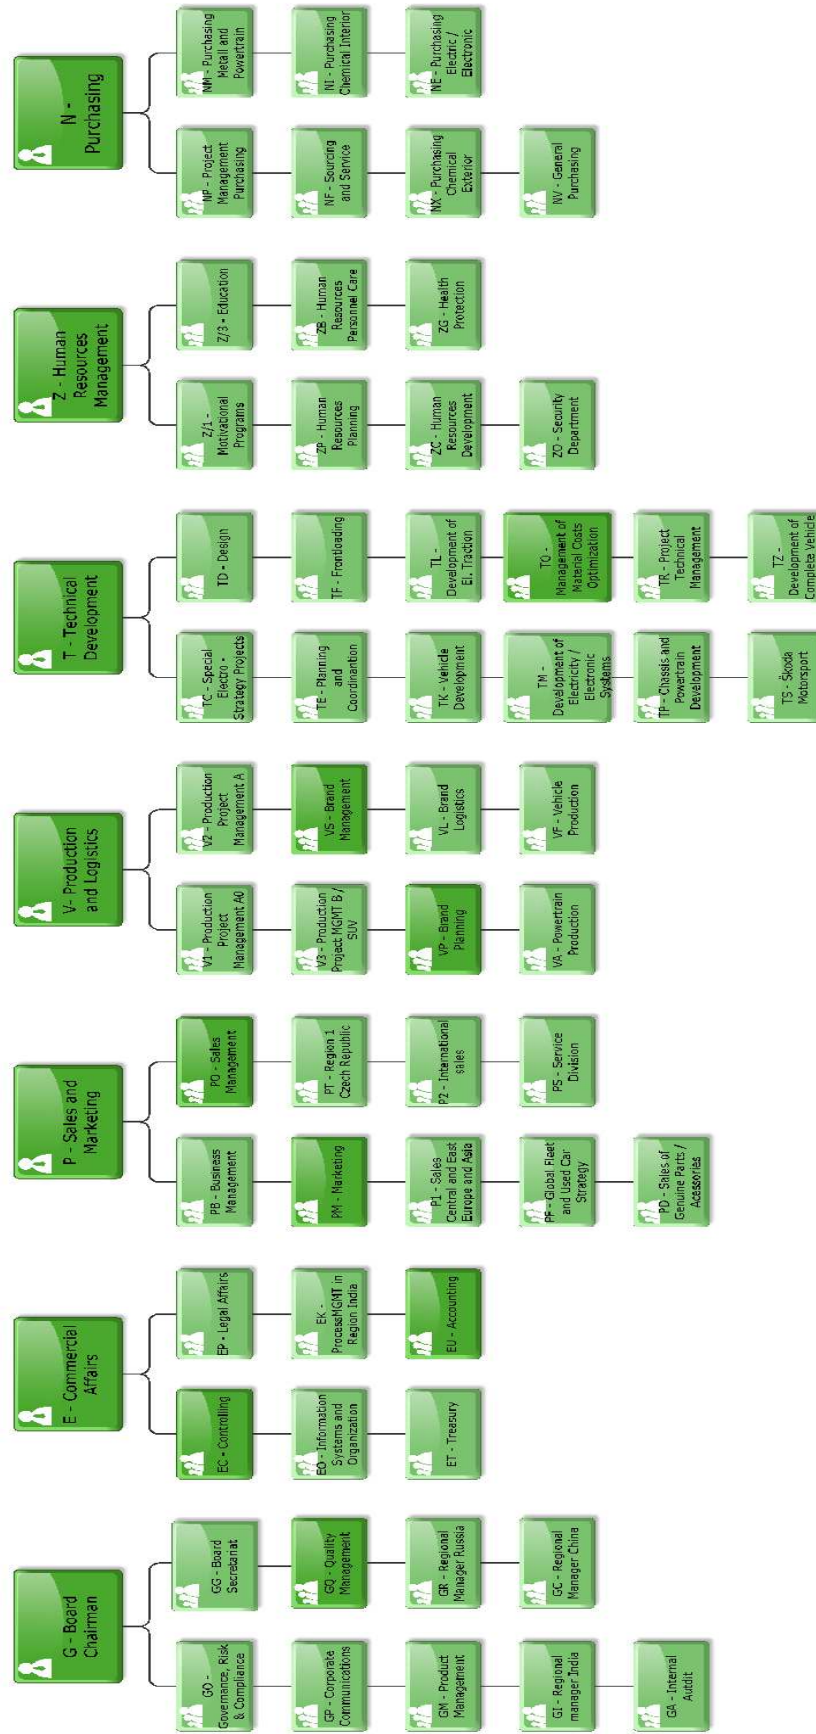 G - Board
Chairman
GO -
Governance, Risk
& Compliance
GG - Board
Secretariat
GP - Corporate
Communications
GQ - Quality
Management
GM - Product
Management
GR - Regional
Manager Russia
GI - Regional
manager India
GC - Regional
Manager China
GA - Internal
Autdit
E - Commercial
Affairs
EC - Controlling
EP - Legal Affairs
EO - Information
Systems and
Organization
EK -
ProcessMGMT in
Region India
ET - Treasury
EU - Accounting
P - Sales and
Marketing
PB - Business
Management
PO - Sales
Management
PM - Marketing
PT - Region 1
Czech Republic
P1 - Sales
Central and East
Europe and Asia
P2 - International
sales
PF - Global Fleet
and Used Car
Strategy
PS - Service
Division
PD - Sales of
Genuine Parts /
Acessories
V- Production
and Logistics
V1 - Production
Project
Management A0
V2 - Production
Project
Management A
V3 - Production
Project MGMT B /
SUV
VS - Brand
Management
VP - Brand
Planning
VL - Brand
Logistics
VA - Powertrain
Production
VF - Vehicle
Production
T - Technical
Development
TC - Special
Electro -
Strategy Projects
TD - Design
TE - Planning
and
Coordinantion
TF - Frontloading
TK - Vehicle
Development
TL -
Development of
El. Traction
TM -
Development of
Electricity /
Electronic
Systems
TO -
Management of
Material Costs
Optimization
TP - Chassis and
Powertrain
Development
TR - Project
Technical
Management
TS - Škoda
Motorsport
TZ -
Development of
Complete Vehicle
Z - Human
Resources
Management
Z/1 -
Motivational
Programs
Z/3 - Education
ZP - Human
Resources
Planning
ZB - Human
Resources
Personnel Care
ZC - Human
Resources
Development
ZG - Health
Protection
ZO - Security
Department
N -
Purchasing
NP - Project
Management
Purchasing
NM - Purchasing
Metall and
Powertrain
NF - Sourcing
and Service
NI - Purchasing
Chemical Interior
NX - Purchasing
Chemical
Exterior
NE - Purchasing
Electric /
Electronic
NV - General
Purchasing